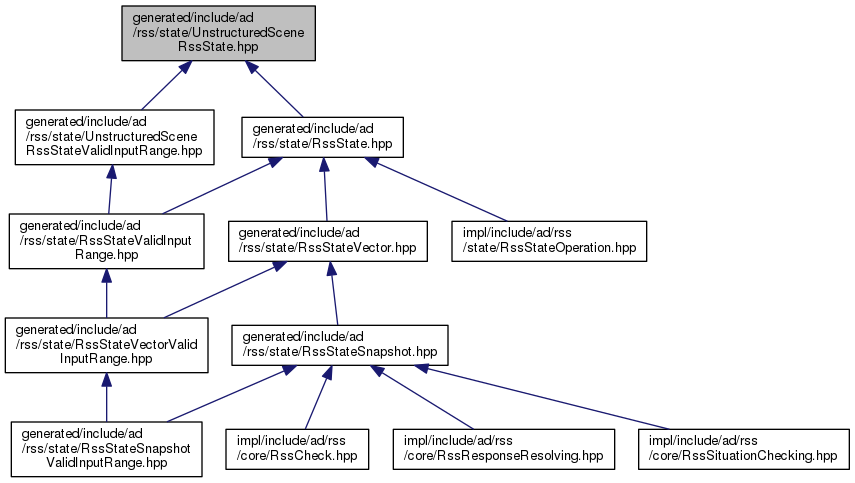 generated/include/ad
/rss/state/UnstructuredScene
RssState.hpp
generated/include/ad
/rss/state/UnstructuredScene
RssStateValidInputRange.hpp
generated/include/ad
/rss/state/RssState.hpp
generated/include/ad
/rss/state/RssStateValidInput
Range.hpp
generated/include/ad
/rss/state/RssStateVector.hpp
impl/include/ad/rss
/state/RssStateOperation.hpp
generated/include/ad
/rss/state/RssStateVectorValid
InputRange.hpp
generated/include/ad
/rss/state/RssStateSnapshot.hpp
generated/include/ad
/rss/state/RssStateSnapshot
ValidInputRange.hpp
impl/include/ad/rss
/core/RssCheck.hpp
impl/include/ad/rss
/core/RssResponseResolving.hpp
impl/include/ad/rss
/core/RssSituationChecking.hpp